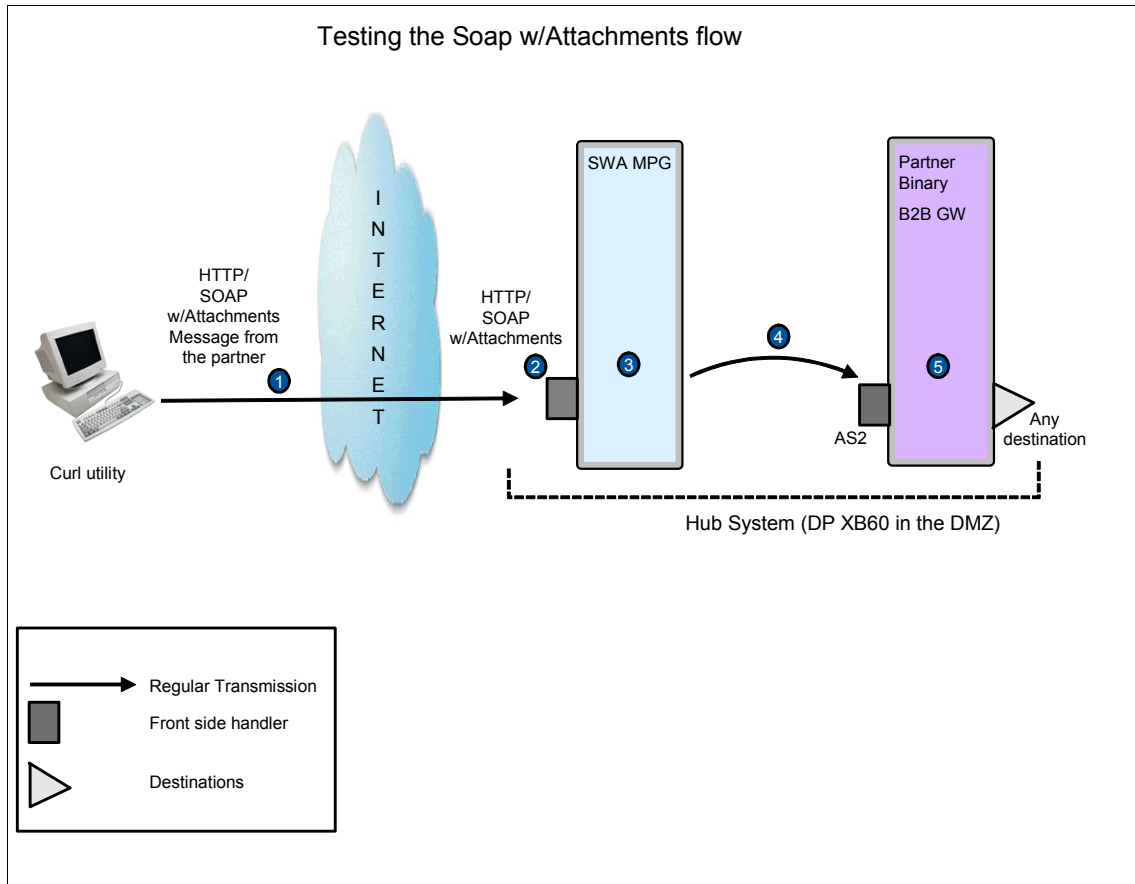 Testing the Soap w/Attachments flow
HTTP/
SOAP
w/Attachments
Message from
the partner
1
Curl utility
I
N
T
E
R
N
E
T
HTTP/
SOAP
w/Attachments
2
SWA MPG
3
4
AS2
Partner
Binary
B2B GW
5
Any
destination
Hub System (DP XB60 in the DMZ)
Regular Transmission
Front side handler
Destinations